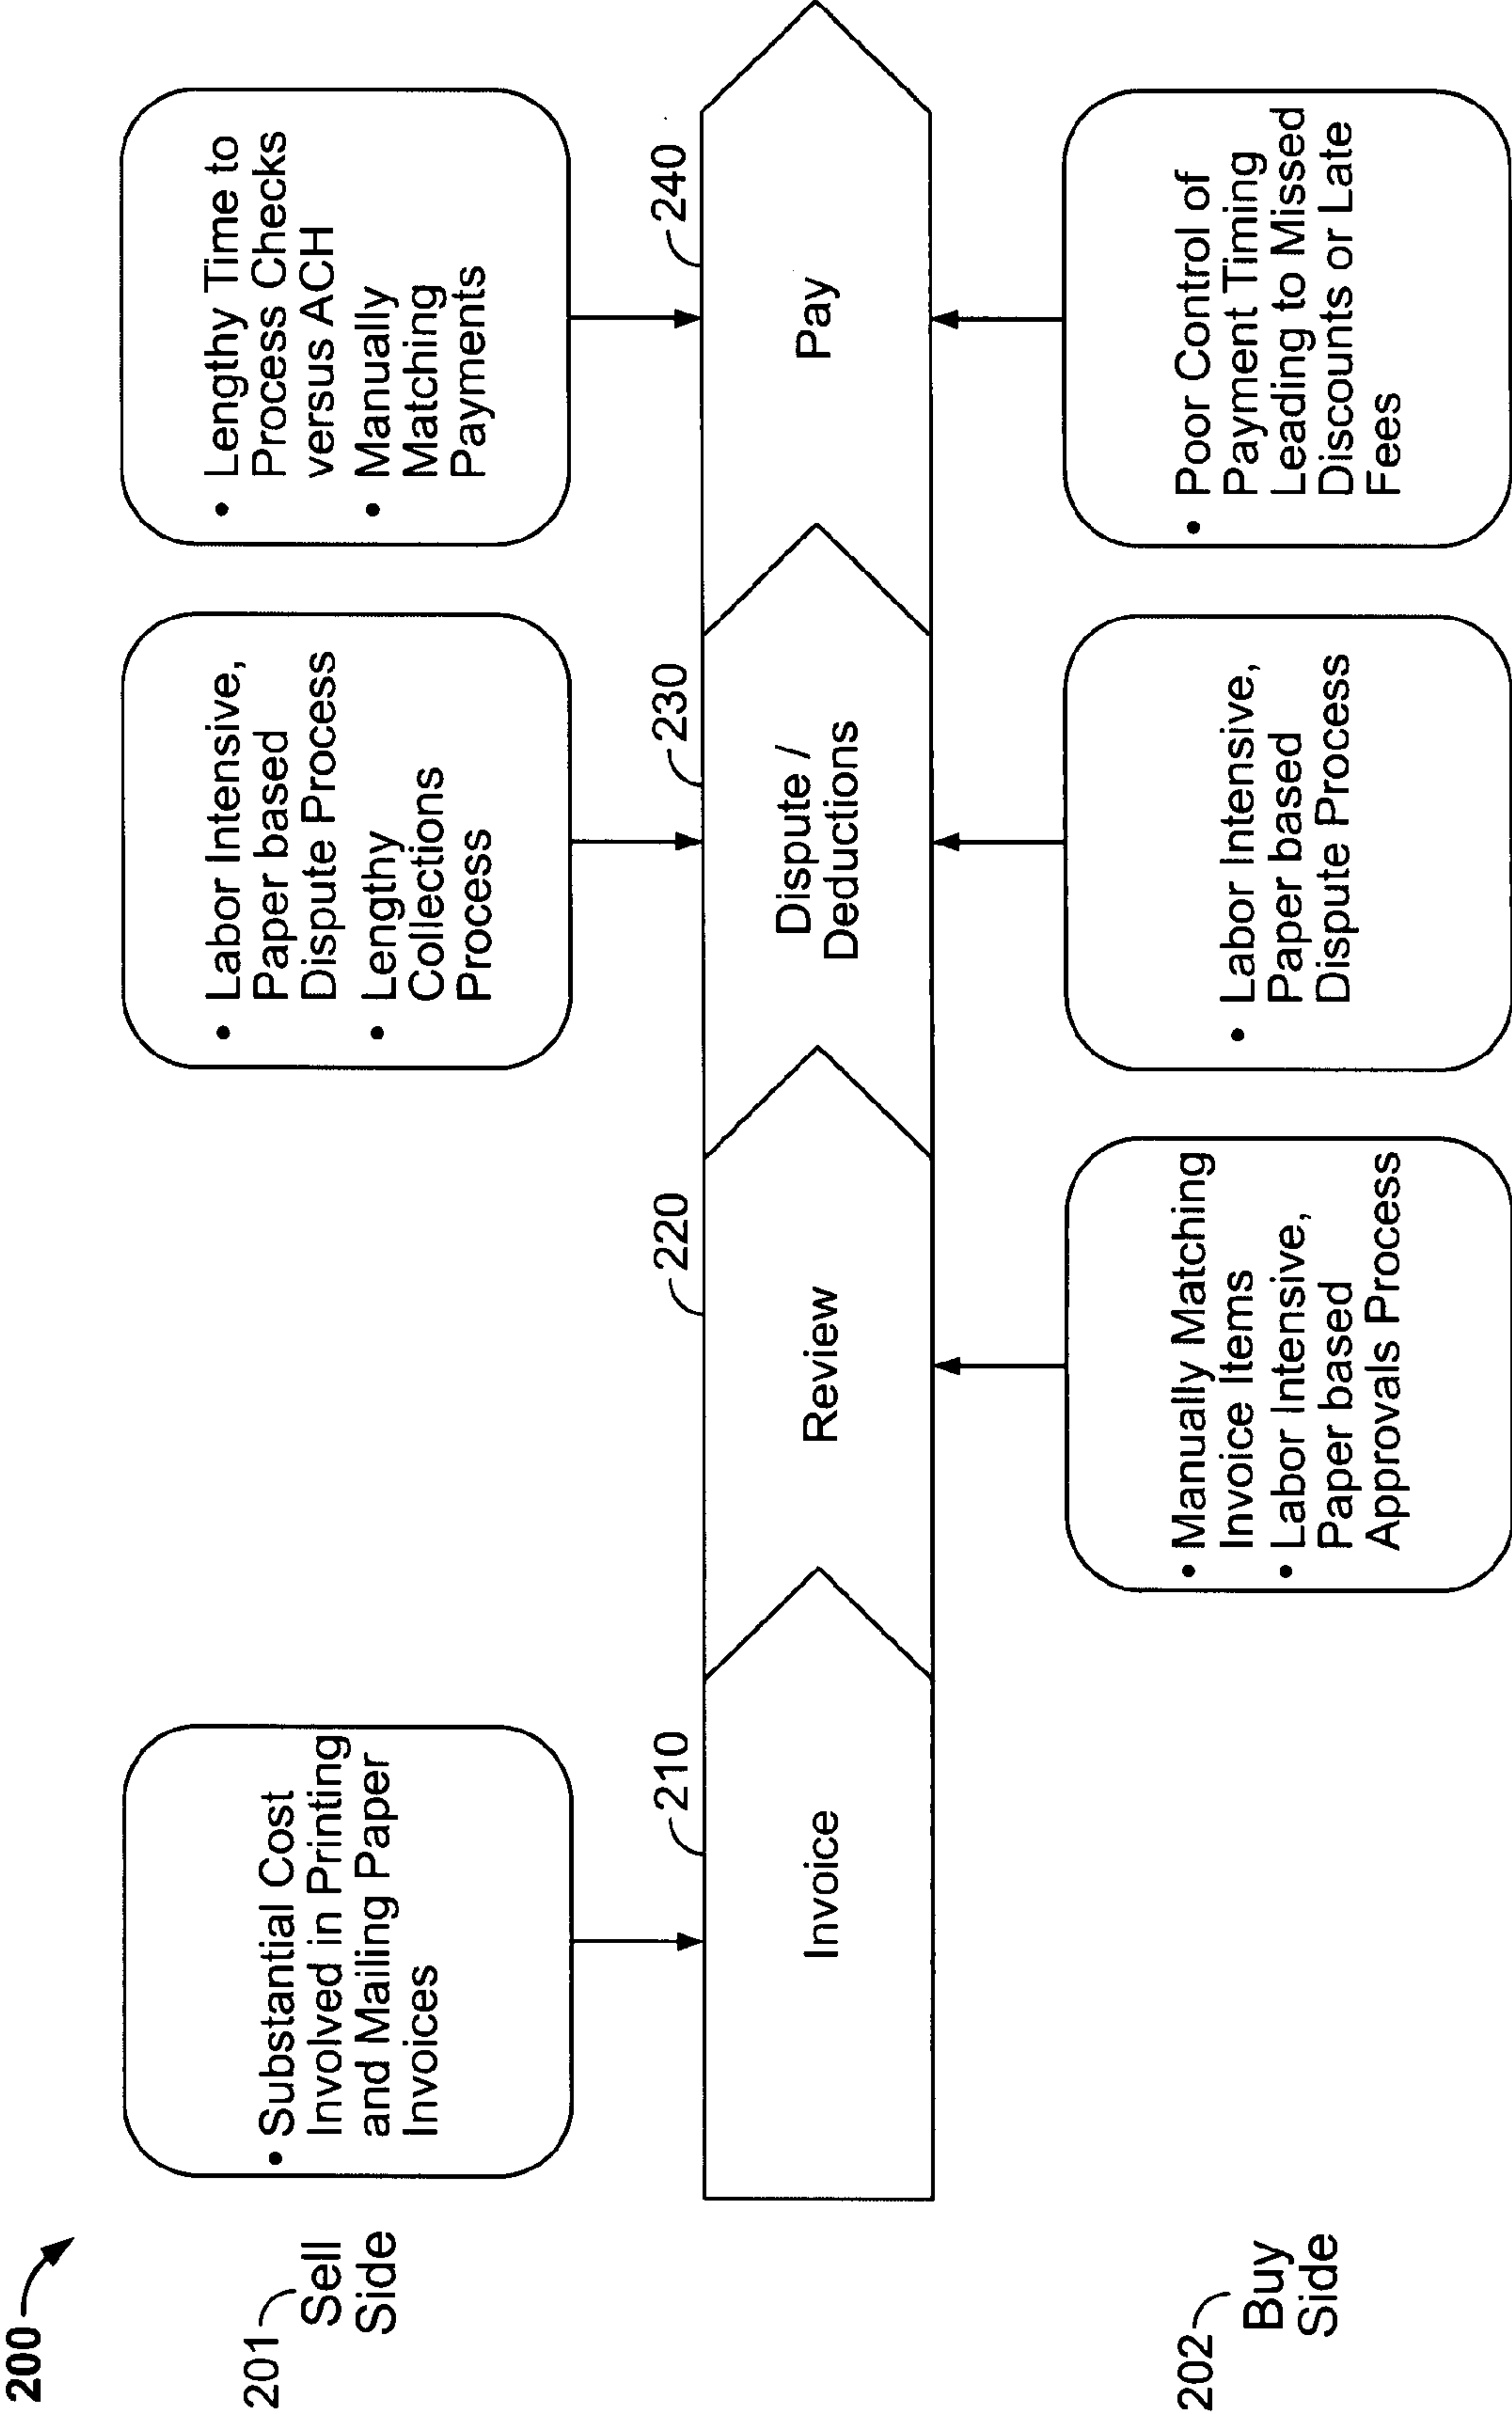 200
201
Sell
Side
• Substantial Cost
Involved in Printing
and Mailing Paper
Invoices
• Labor Intensive,
Paper based
Dispute Process
• Lengthy
Collections
Process
• Lengthy Time to
Process Checks
versus ACH
• Manually
Matching
Payments
210
220
230
240
Invoice
Review
Dispute /
Deductions
Pay
202
Buy
Side
• Manually Matching
Invoice Items
• Labor Intensive,
Paper based
Approvals Process
• Labor Intensive,
Paper based
Dispute Process
• Poor Control of
Payment Timing
Leading to Missed
Discounts or Late
Fees